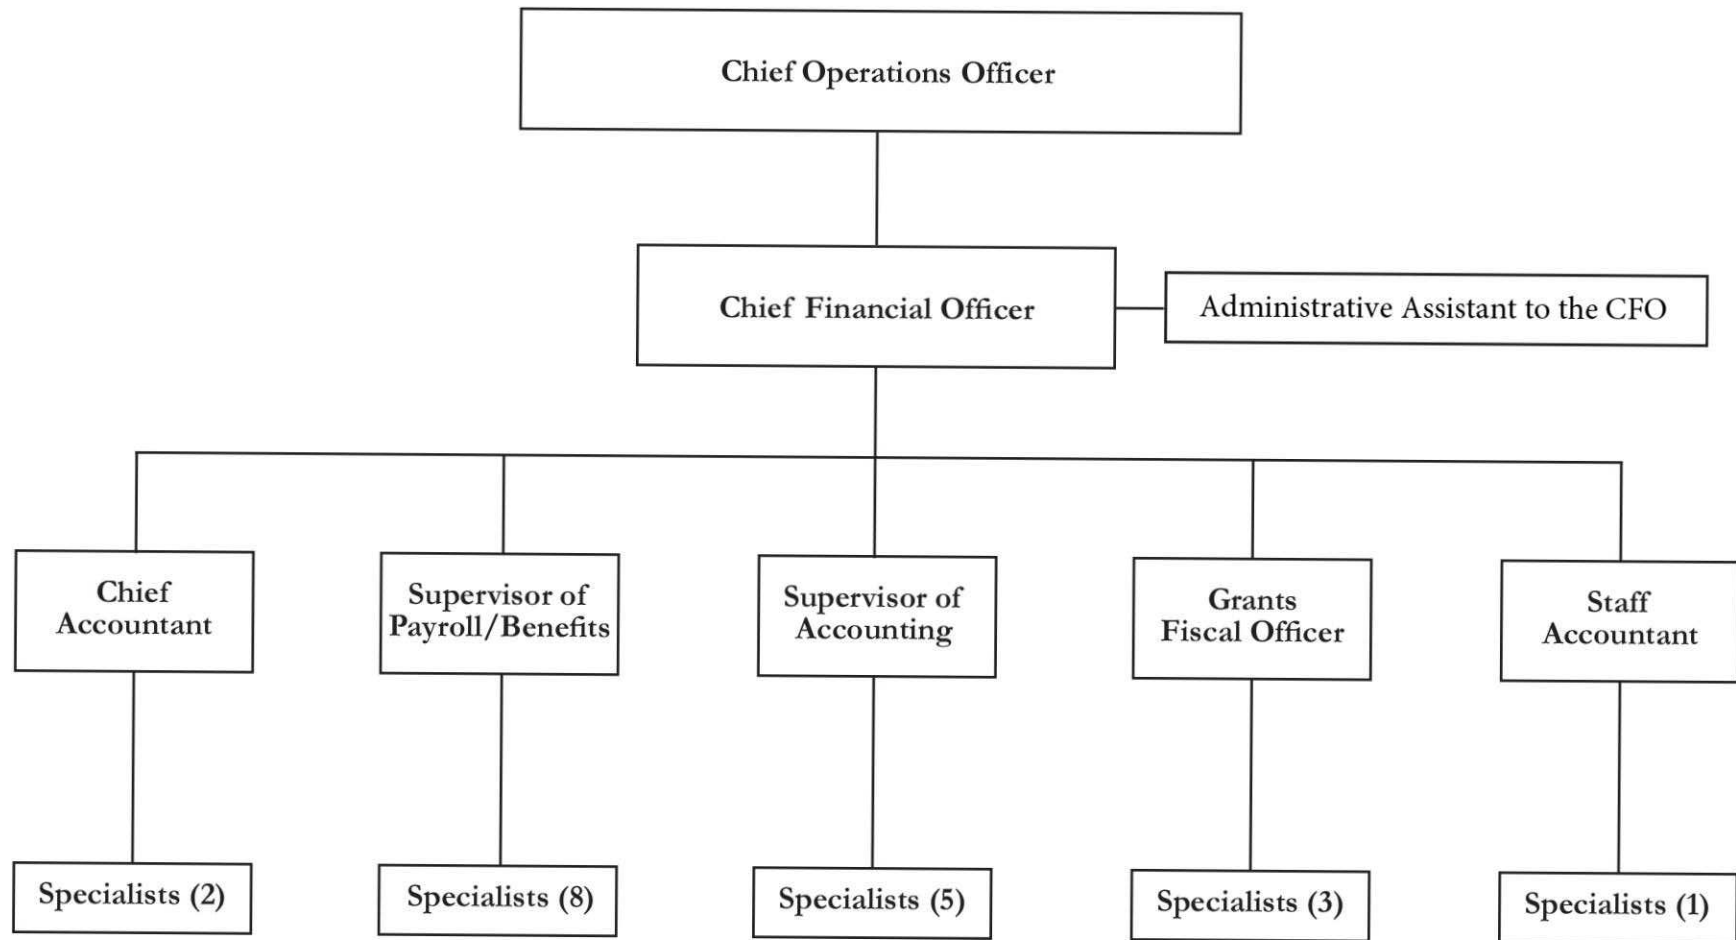 Chief Operations Officer
Chief Financial Officer
Administrative Assistant to the CFO
Chief
Accountant
Supervisor of
Payroll/Benefits
Supervisor of
Accounting
Grants
Fiscal Officer
Staff
Accountant
Specialists (2)
Specialists (8)
Specialists (5)
Specialists (3)
Specialists (1)